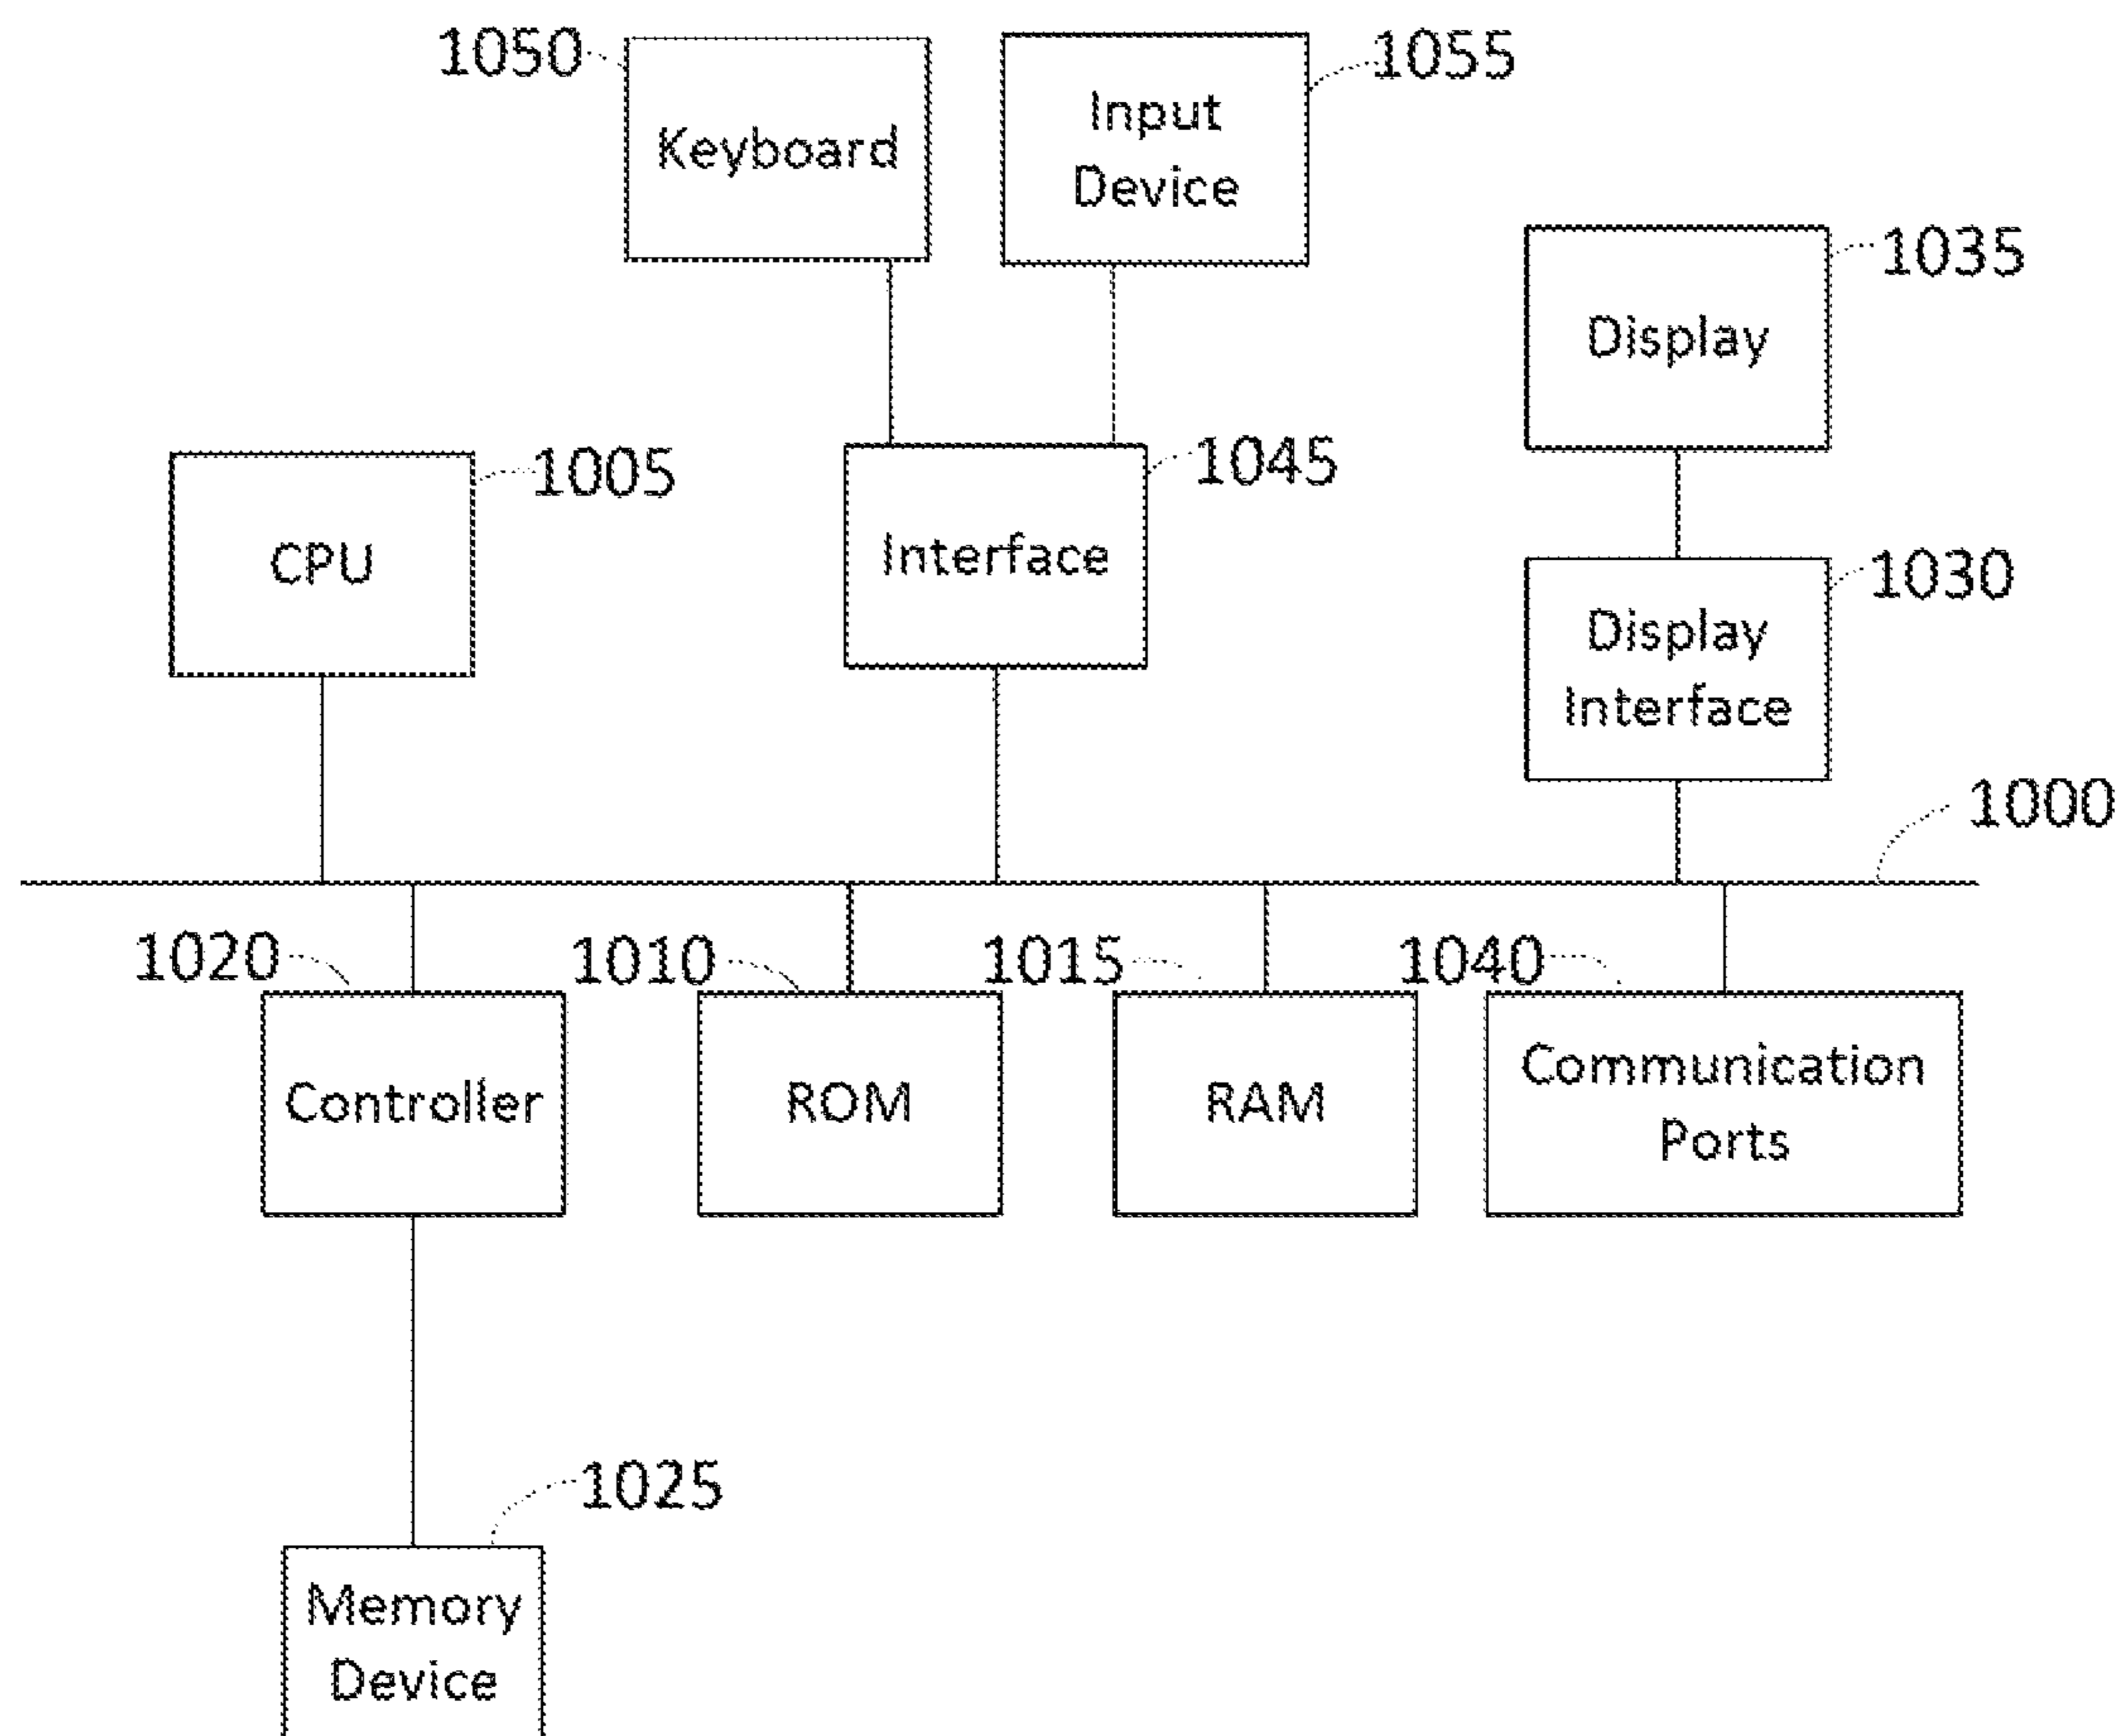 1050
1055
Keyboard
Input
Device
1035
Display
1005
1045
CPU
Interface
1030
Display
Interface
1000
1020
1010
1015
1040
Controller
ROM
RAM
Communication
Ports
1025
Memory
Device